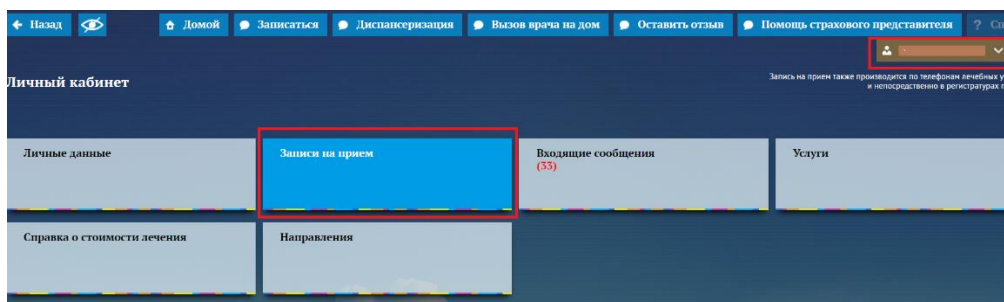 Назад
Домой
Записаться
Диспансеризация
Вызов врача на дом
Оставить отзыв
Помощь страхового представителя
?
Личный кабинет
Запись на прием также производится по телефонам лечебных
и непосредственно в регистратурах
Личные данные
Записи на прием
Входящие сообщения
(33)
Услуги
Справка о стоимости лечения
Направления